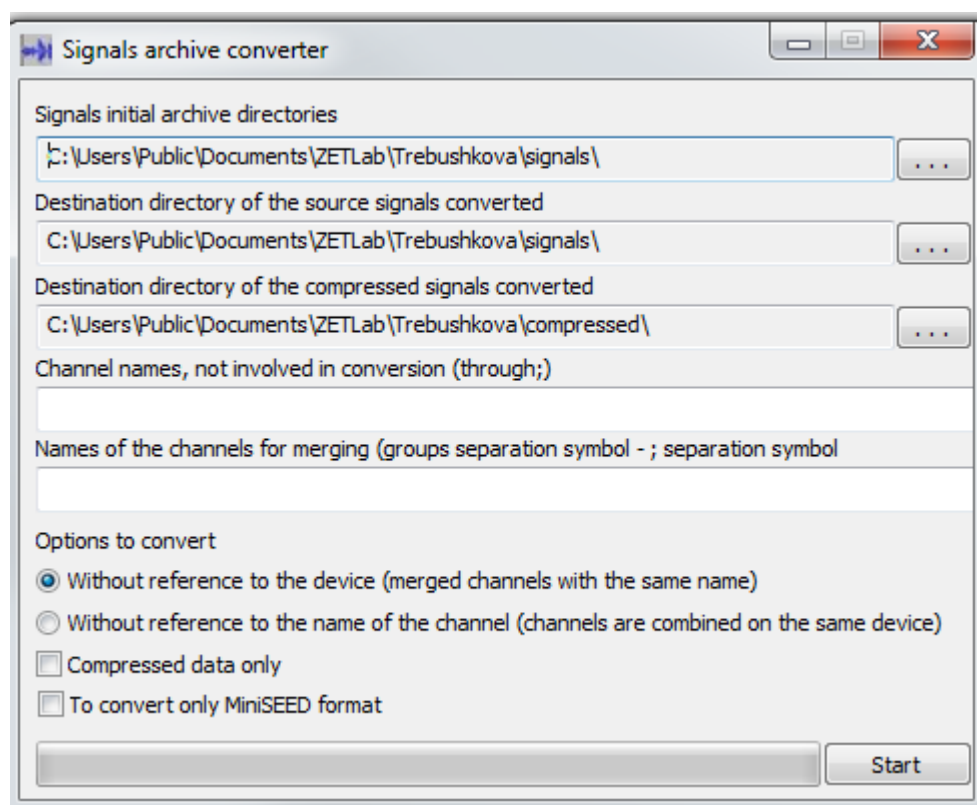 Signals archive converter
Signals initial archive directories
C:\Users\Public\Documents\ZETLab\Trebushkova\signals\
...
Destination directory of the source signals converted
C:\Users\Public\Documents\ZETLab\Trebushkova\signals\
...
Destination directory of the compressed signals converted
C:\Users\Public\Documents\ZETLab\Trebushkova\compressed\
...
Channel names, not involved in conversion (through;)
Names of the channels for merging (groups separation symbol - ; separation symbol
Options to convert
Without reference to the device (merged channels with the same name)
Without reference to the name of the channel (channels are combined on the same device)
Compressed data only
To convert only MiniSEED format
Start